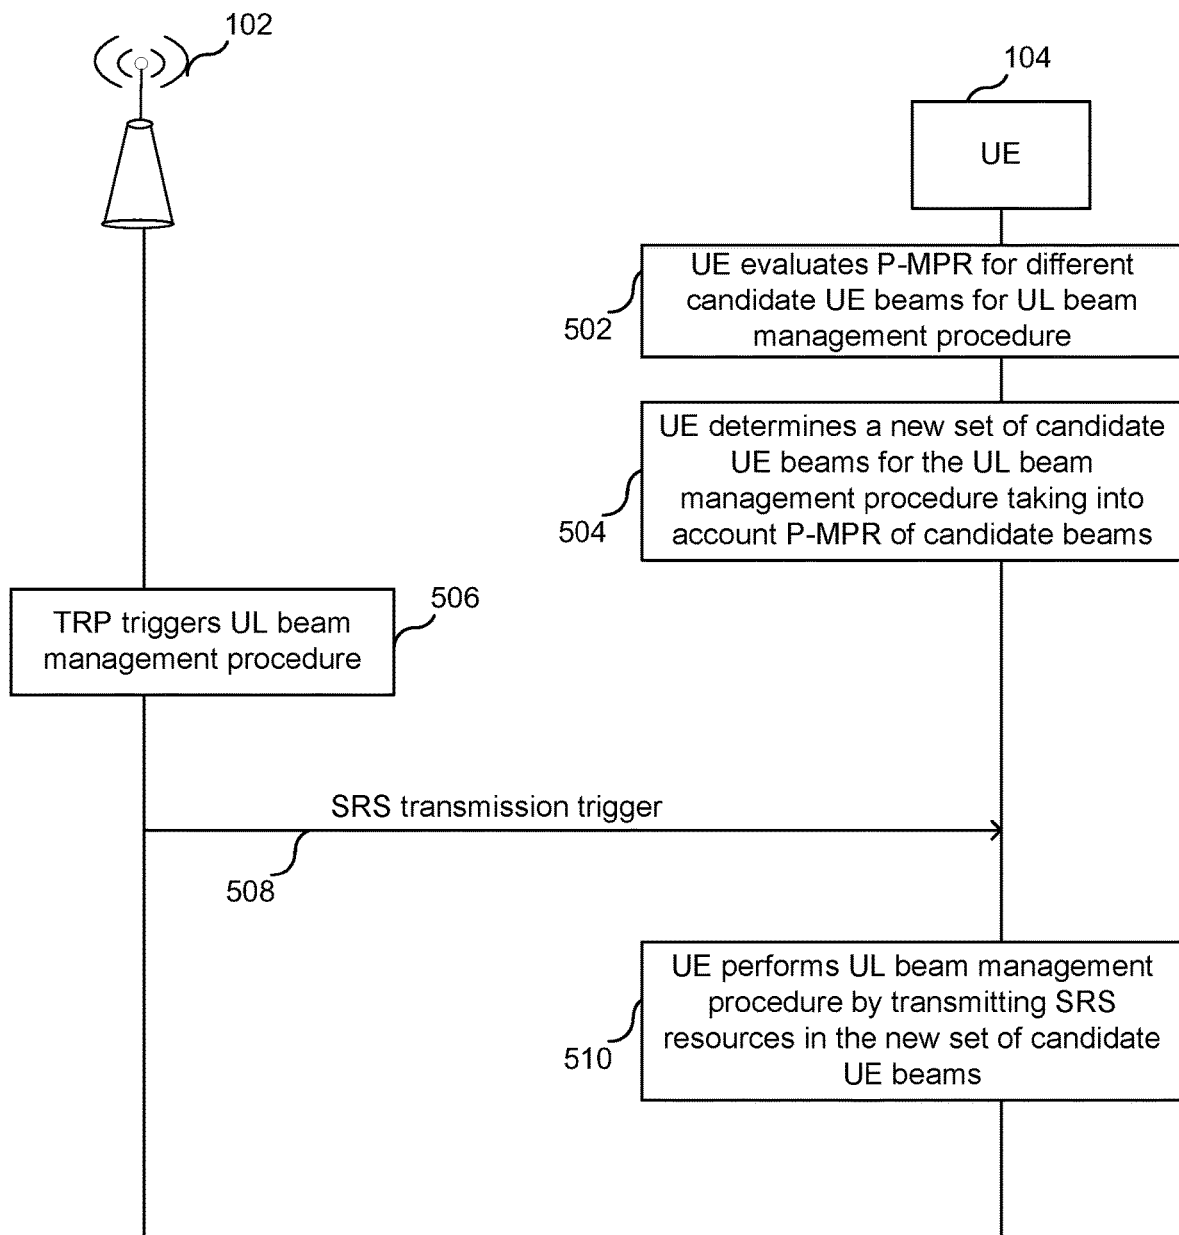 102
104
UE
UE evaluates P-MPR for different
candidate UE beams for UL beam
management procedure
502
UE determines a new set of candidate
UE beams for the UL beam
management procedure taking into
account P-MPR of candidate beams
504
TRP triggers UL beam
management procedure
506
SRS transmission trigger
508
UE performs UL beam management
procedure by transmitting SRS
resources in the new set of candidate
UE beams
510